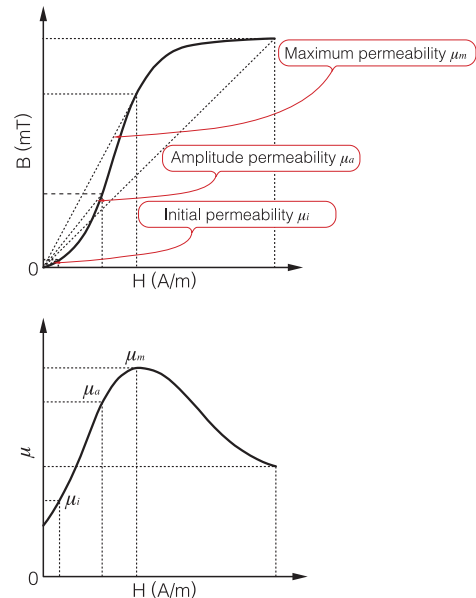 B (mT)
Maximum permeability μm
Amplitude permeability μa
Initial permeability μi
0
H (A/m)
μm
μa
μ
μi
0
H (A/m)